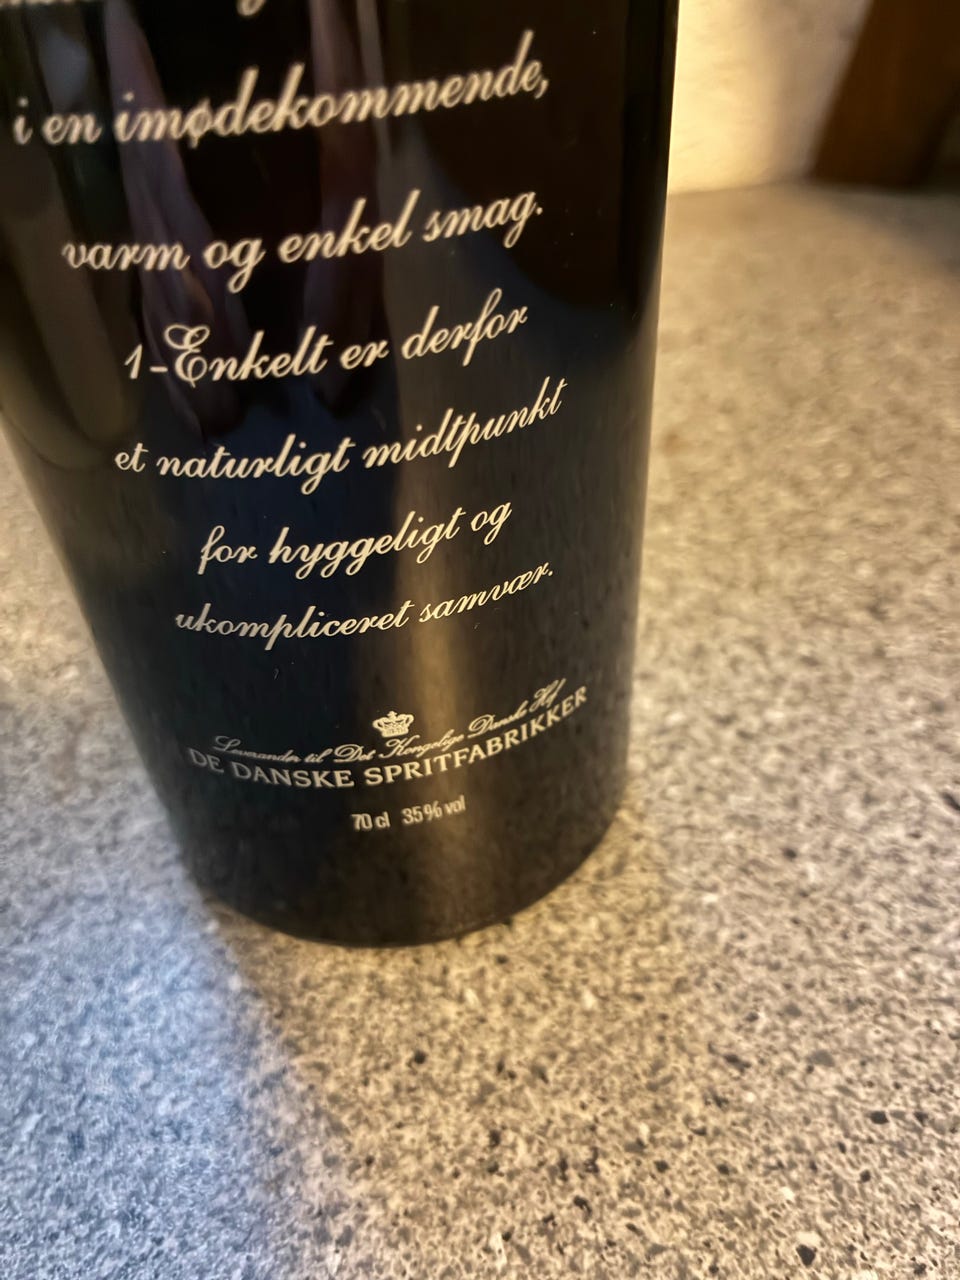 i en imødekommende,
varm og enkel smag.
1-Enkelt er derfor
et naturligt midtpunkt
for hyggeligt og
ukompliceret samvær.
Leverandør til Det Kongelige Danske Hof
DE DANSKE SPRITFABRIKKER
70 cl 35% vol